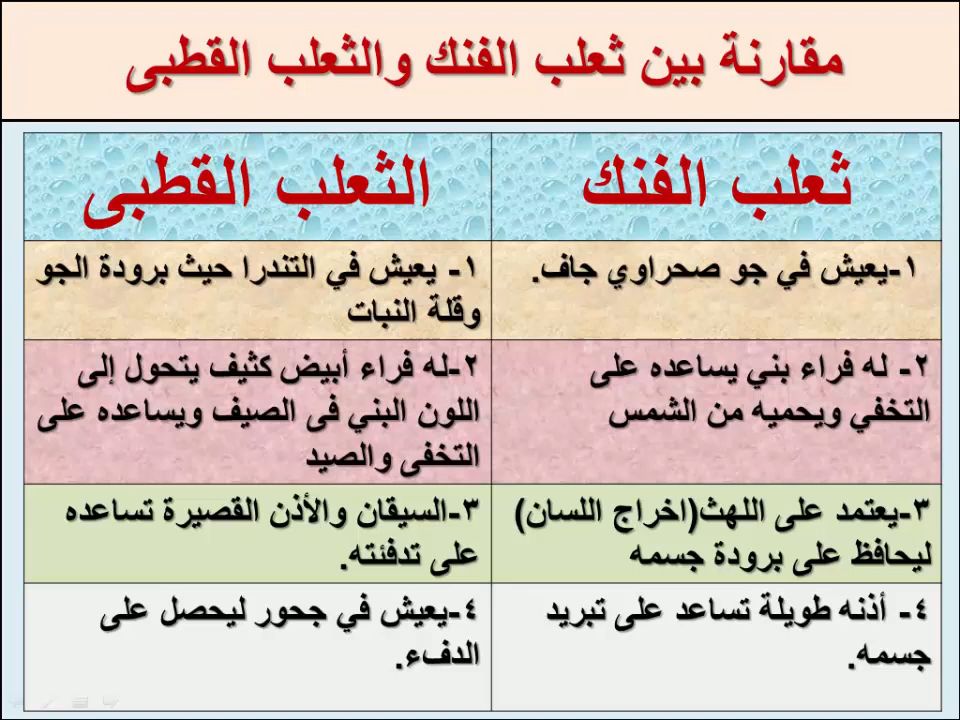 مقارنة بين ثعلب الفنك والثعلب القطبى
ثعلب الفنك
الثعلب القطبى
١-يعيش في جو صحراوي جاف.
١- يعيش في التندرا حيث برودة الجو
وقلة النبات
٢- له فراء بني يساعده على
التخفي ويحميه من الشمس
٢-له فراء أبيض كثيف يتحول إلى
اللون البني فى الصيف ويساعده على
التخفى والصيد
٣-يعتمد على اللهث(اخراج اللسان)
ليحافظ على برودة جسمه
٣-السيقان والأذن القصيرة تساعده
على تدفئته.
٤- أذنه طويلة تساعد على تبريد
جسمه.
٤-يعيش في جحور ليحصل على
الدفء.